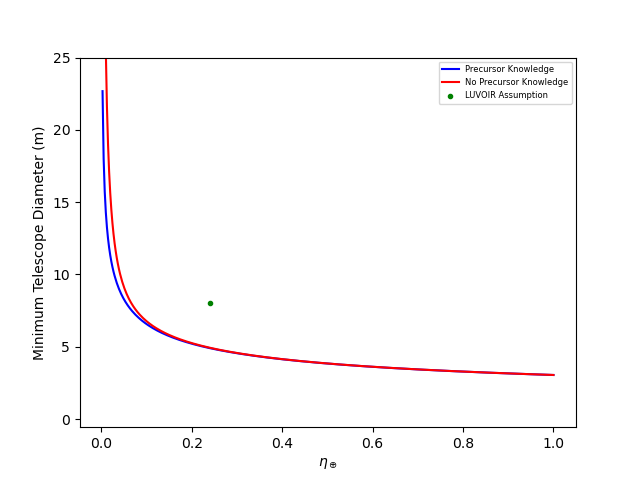 25
20
15
10
5
0
Minimum Telescope Diameter (m)
Precursor Knowledge
No Precursor Knowledge
LUVOIR Assumption
0.0 0.2 0.4 0.6 0.8 1.0
η⊕